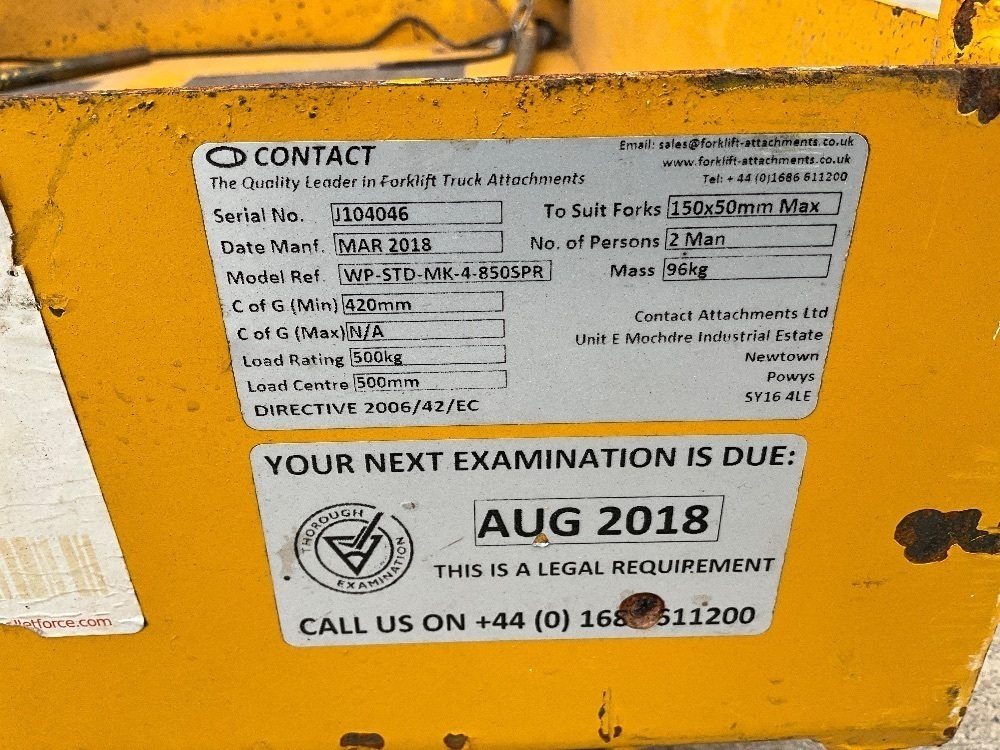 CONTACT
The Quality Leader in Forklift Truck Attachments
Email: sales@forklift-attachments.co.uk
www.forklift-attachments.co.uk
Tel: + 44 (0)1686 611200
Serial No. J104046
Date Manf. MAR 2018
Model Ref. WP-STD-MK-4-850SPR
C of G (Min) 420mm
C of G (Max) N/A
Load Rating 500kg
Load Centre 500mm
DIRECTIVE 2006/42/EC
To Suit Forks 150x50mm Max
No. of Persons 2 Man
Mass 96kg
Contact Attachments Ltd
Unit E Mochdre Industrial Estate
Newtown
Powys
SY16 4LE
YOUR NEXT EXAMINATION IS DUE:
THOROUGH EXAMINATION
AUG 2018
THIS IS A LEGAL REQUIREMENT
CALL US ON +44 (0) 168 611200